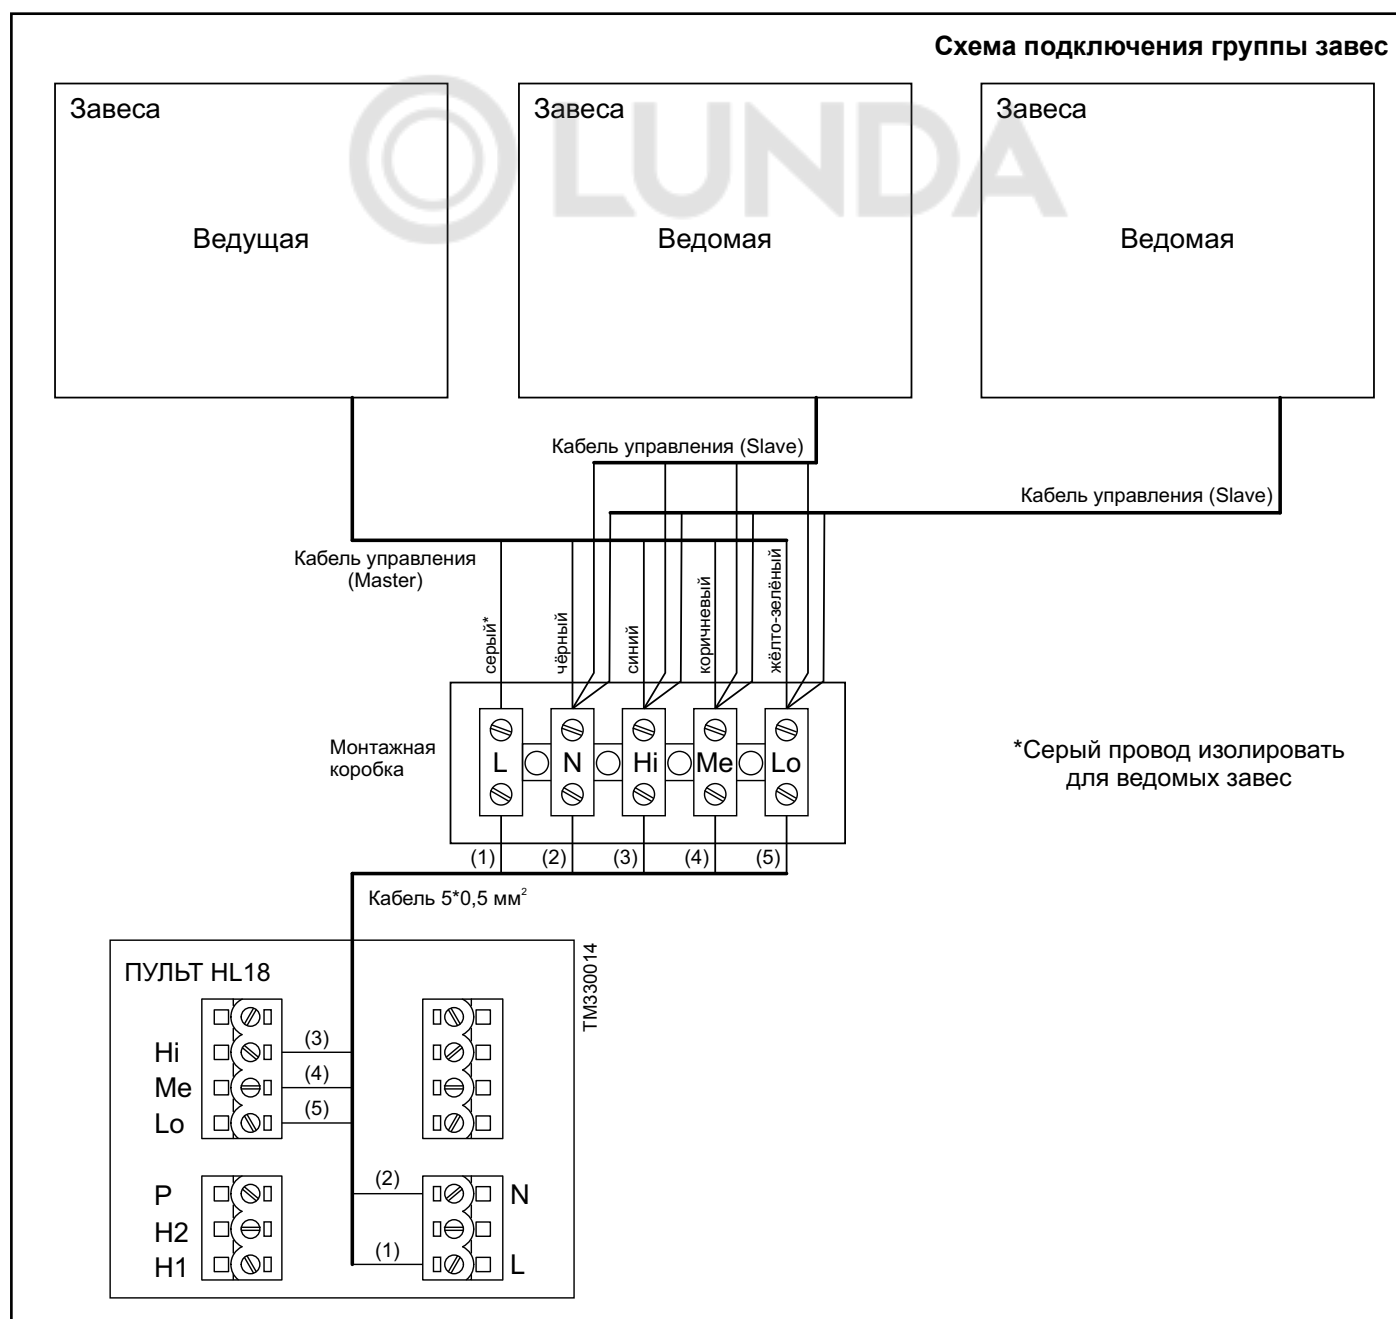 Схема подключения группы завес
Завеса
Завеса
Завеса
LUNDA
Ведущая
Ведомая
Ведомая
Кабель управления (Slave)
Кабель управления (Slave)
Кабель управления
(Master)
серый*
чёрный
синий
коричневый
жёлто-зелёный
Монтажная
коробка
L
N
Hi
Me
Lo
*Серый провод изолировать
для ведомых завес
(1)
(2)
(3)
(4)
(5)
Кабель 5*0,5 мм²
ПУЛЬТ HL18
TM330014
Hi
(3)
Me
(4)
Lo
(5)
P
(2)
N
H2
H1
(1)
L